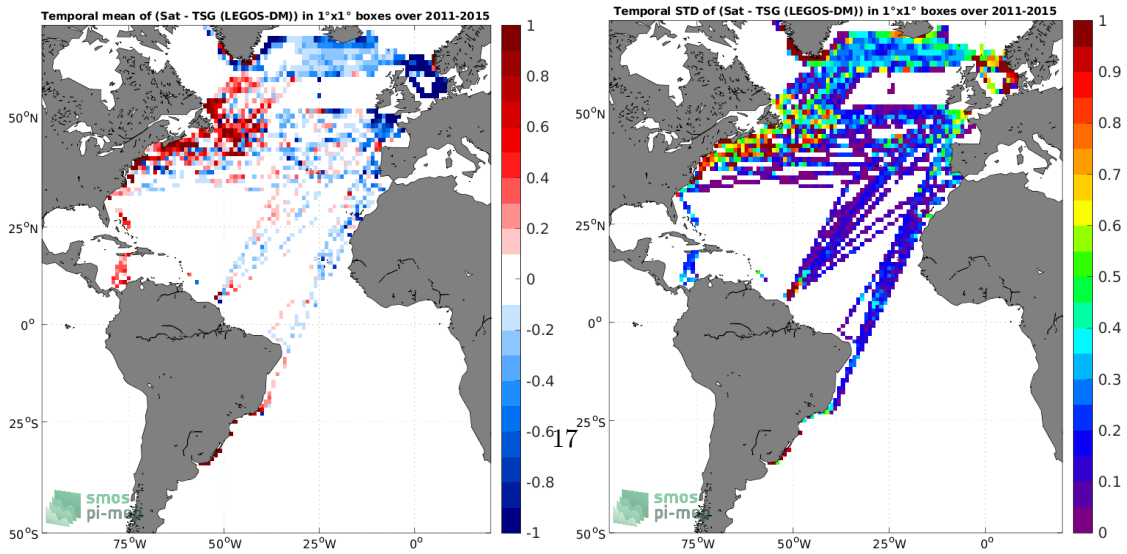 Temporal mean of (Sat - TSG (LEGOS-DM)) in 1°x1° boxes over 2011-2015
50°N
25°N
0°
25°S
50°S
75°W
50°W
25°W
0°
1
0.8
0.6
0.4
0.2
0
-0.2
-0.4
-0.6
-0.8
-1
smos
pi-me
17
Temporal STD of (Sat - TSG (LEGOS-DM)) in 1°x1° boxes over 2011-2015
50°N
25°N
0°
25°S
50°S
75°W
50°W
25°W
0°
1
0.9
0.8
0.7
0.6
0.5
0.4
0.3
0.2
0.1
0
smos
pi-me